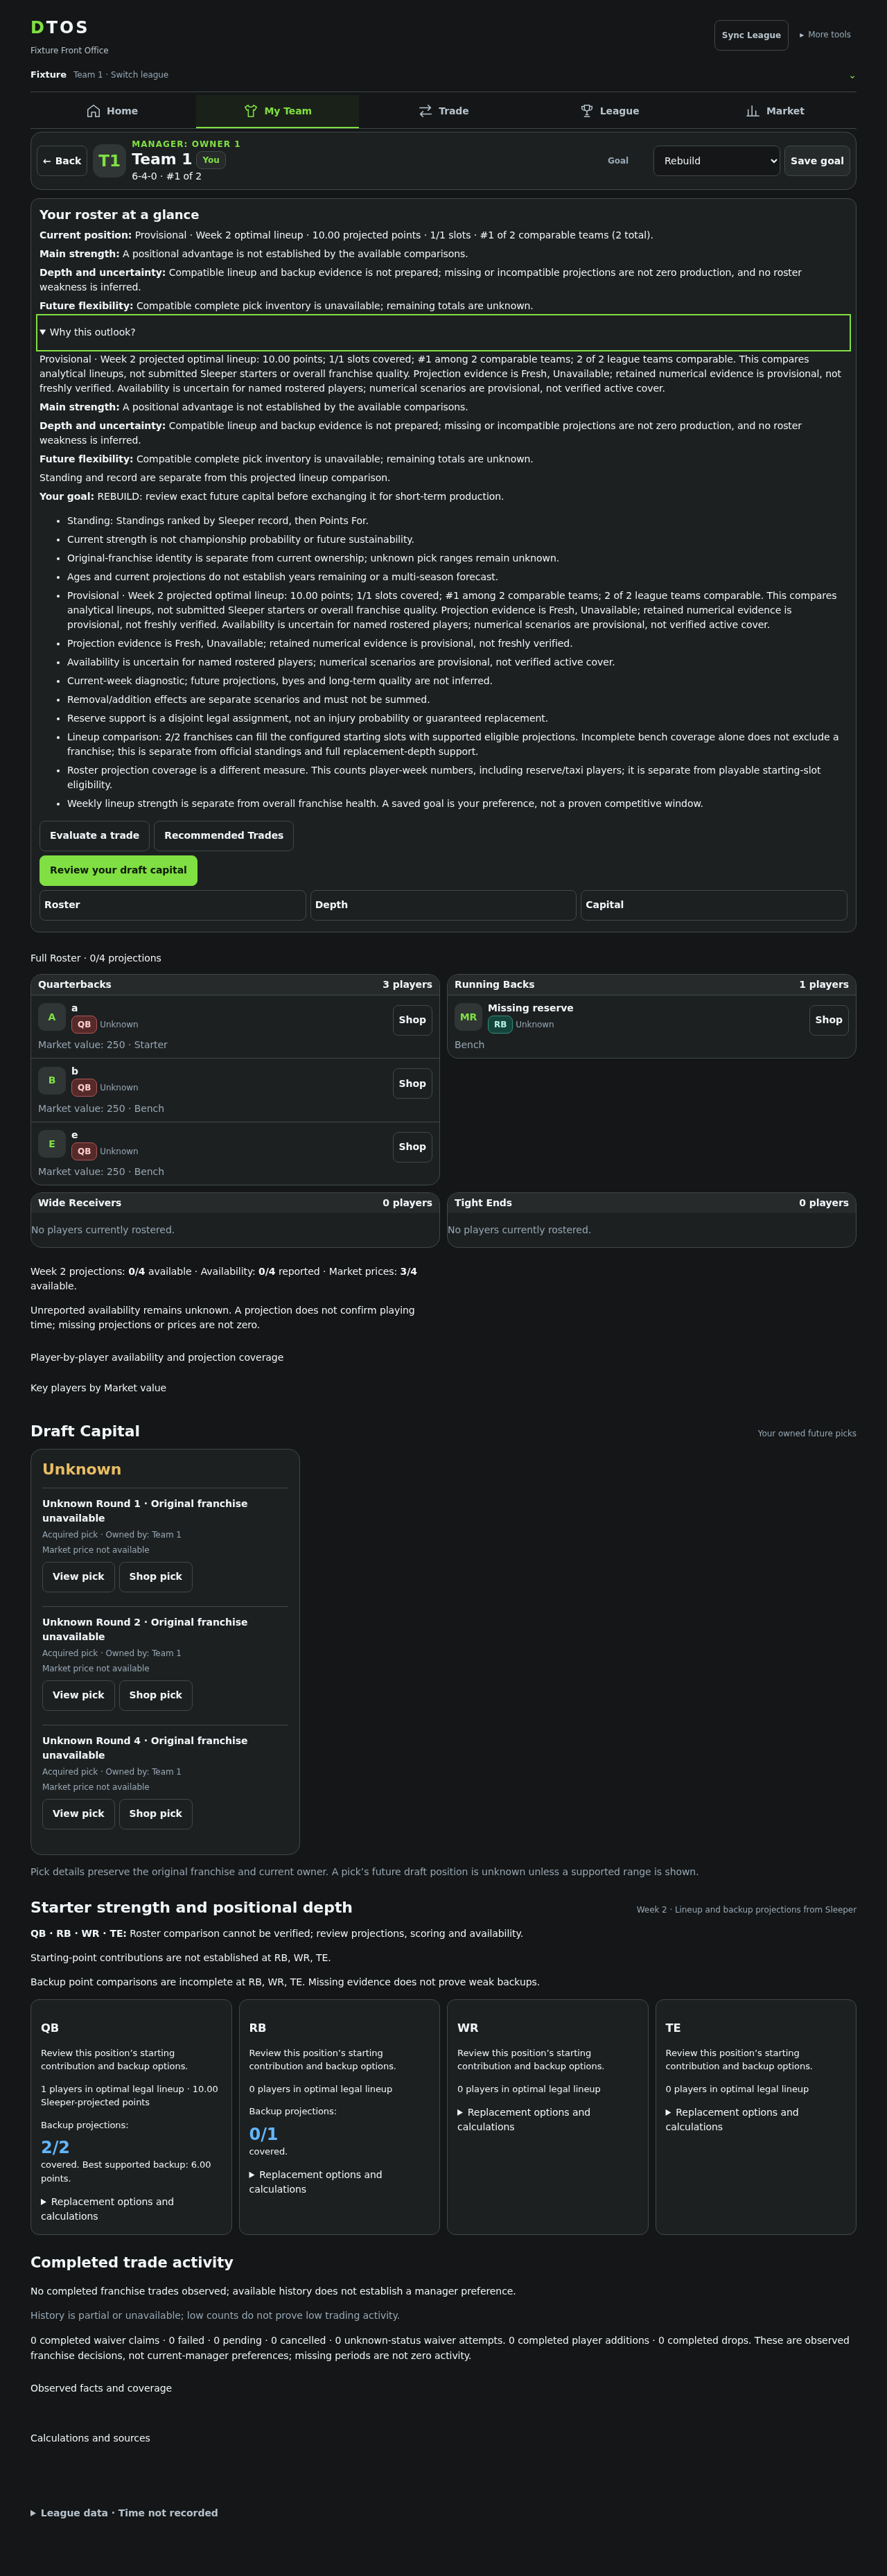 DTOS
Fixture Front Office
Sync League
▸ More tools
Fixture Team 1 · Switch league
Home
My Team
Trade
League
Market
← Back
T1
MANAGER: OWNER 1
Team 1 You
6-4-0 · #1 of 2
Goal
Rebuild
Save goal
Your roster at a glance
Current position: Provisional · Week 2 optimal lineup · 10.00 projected points · 1/1 slots · #1 of 2 comparable teams (2 total).
Main strength: A positional advantage is not established by the available comparisons.
Depth and uncertainty: Compatible lineup and backup evidence is not prepared; missing or incompatible projections are not zero production, and no roster
weakness is inferred.
Future flexibility: Compatible complete pick inventory is unavailable; remaining totals are unknown.
▼ Why this outlook?
Provisional · Week 2 projected optimal lineup: 10.00 points; 1/1 slots covered; #1 among 2 comparable teams; 2 of 2 league teams comparable. This compares
analytical lineups, not submitted Sleeper starters or overall franchise quality. Projection evidence is Fresh, Unavailable; retained numerical evidence is provisional, not
freshly verified. Availability is uncertain for named rostered players; numerical scenarios are provisional, not verified active cover.
Main strength: A positional advantage is not established by the available comparisons.
Depth and uncertainty: Compatible lineup and backup evidence is not prepared; missing or incompatible projections are not zero production, and no roster
weakness is inferred.
Future flexibility: Compatible complete pick inventory is unavailable; remaining totals are unknown.
Standing and record are separate from this projected lineup comparison.
Your goal: REBUILD: review exact future capital before exchanging it for short-term production.
• Standing: Standings ranked by Sleeper record, then Points For.
• Current strength is not championship probability or future sustainability.
• Original-franchise identity is separate from current ownership; unknown pick ranges remain unknown.
• Ages and current projections do not establish years remaining or a multi-season forecast.
• Provisional · Week 2 projected optimal lineup: 10.00 points; 1/1 slots covered; #1 among 2 comparable teams; 2 of 2 league teams comparable. This compares
analytical lineups, not submitted Sleeper starters or overall franchise quality. Projection evidence is Fresh, Unavailable; retained numerical evidence is
provisional, not freshly verified. Availability is uncertain for named rostered players; numerical scenarios are provisional, not verified active cover.
• Projection evidence is Fresh, Unavailable; retained numerical evidence is provisional, not freshly verified.
• Availability is uncertain for named rostered players; numerical scenarios are provisional, not verified active cover.
• Current-week diagnostic; future projections, byes and long-term quality are not inferred.
• Removal/addition effects are separate scenarios and must not be summed.
• Reserve support is a disjoint legal assignment, not an injury probability or guaranteed replacement.
• Lineup comparison: 2/2 franchises can fill the configured starting slots with supported eligible projections. Incomplete bench coverage alone does not exclude a
franchise; this is separate from official standings and full replacement-depth support.
• Roster projection coverage is a different measure. This counts player-week numbers, including reserve/taxi players; it is separate from playable starting-slot
eligibility.
• Weekly lineup strength is separate from overall franchise health. A saved goal is your preference, not a proven competitive window.
Evaluate a trade
Recommended Trades
Review your draft capital
Roster
Depth
Capital
Full Roster · 0/4 projections
Quarterbacks 3 players
A
a
QB Unknown
Shop
Market value: 250 · Starter
B
b
QB Unknown
Shop
Market value: 250 · Bench
E
e
QB Unknown
Shop
Market value: 250 · Bench
Running Backs 1 players
MR
Missing reserve
RB Unknown
Shop
Bench
Wide Receivers 0 players
No players currently rostered.
Tight Ends 0 players
No players currently rostered.
Week 2 projections: 0/4 available · Availability: 0/4 reported · Market prices: 3/4
available.
Unreported availability remains unknown. A projection does not confirm playing
time; missing projections or prices are not zero.
Player-by-player availability and projection coverage
Key players by Market value
Draft Capital
Your owned future picks
Unknown
Unknown Round 1 · Original franchise
unavailable
Acquired pick · Owned by: Team 1
Market price not available
View pick
Shop pick
Unknown Round 2 · Original franchise
unavailable
Acquired pick · Owned by: Team 1
Market price not available
View pick
Shop pick
Unknown Round 4 · Original franchise
unavailable
Acquired pick · Owned by: Team 1
Market price not available
View pick
Shop pick
Pick details preserve the original franchise and current owner. A pick’s future draft position is unknown unless a supported range is shown.
Starter strength and positional depth
Week 2 · Lineup and backup projections from Sleeper
QB · RB · WR · TE: Roster comparison cannot be verified; review projections, scoring and availability.
Starting-point contributions are not established at RB, WR, TE.
Backup point comparisons are incomplete at RB, WR, TE. Missing evidence does not prove weak backups.
QB
Review this position’s starting
contribution and backup options.
1 players in optimal legal lineup · 10.00
Sleeper-projected points
Backup projections:
2/2
covered. Best supported backup: 6.00
points.
▶ Replacement options and
calculations
RB
Review this position’s starting
contribution and backup options.
0 players in optimal legal lineup
Backup projections:
0/1
covered.
▶ Replacement options and
calculations
WR
Review this position’s starting
contribution and backup options.
0 players in optimal legal lineup
▶ Replacement options and
calculations
TE
Review this position’s starting
contribution and backup options.
0 players in optimal legal lineup
▶ Replacement options and
calculations
Completed trade activity
No completed franchise trades observed; available history does not establish a manager preference.
History is partial or unavailable; low counts do not prove low trading activity.
0 completed waiver claims · 0 failed · 0 pending · 0 cancelled · 0 unknown-status waiver attempts. 0 completed player additions · 0 completed drops. These are observed
franchise decisions, not current-manager preferences; missing periods are not zero activity.
Observed facts and coverage
Calculations and sources
▶ League data · Time not recorded